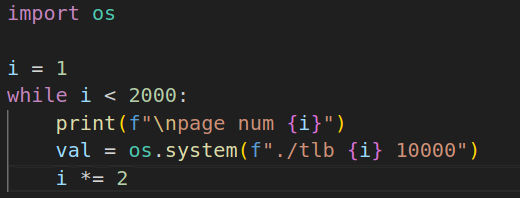 import os

i = 1
while i < 2000:
    print(f"\npage num {i}")
    val = os.system(f"./tlb {i} 10000")
    i *= 2